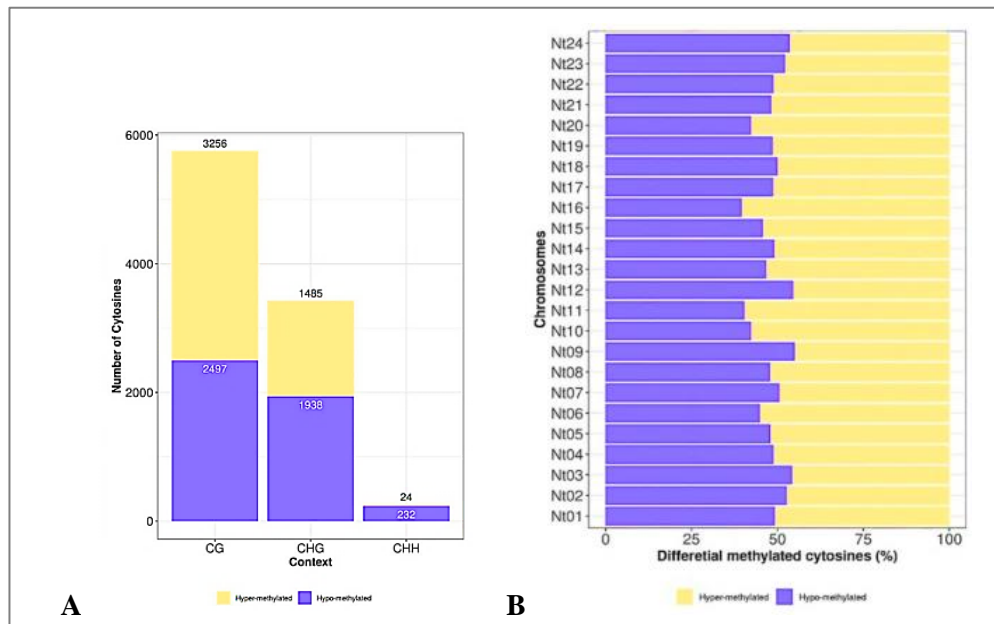 6000
4000
2000
0
Number of Cytosines
3256
2497
1485
1938
24
232
CG
CHG
CHH
Context
Hyper-methylated
Hypo-methylated
A
Nt24
Nt23
Nt22
Nt21
Nt20
Nt19
Nt18
Nt17
Nt16
Nt15
Nt14
Nt13
Nt12
Nt11
Nt10
Nt09
Nt08
Nt07
Nt06
Nt05
Nt04
Nt03
Nt02
Nt01
Chromosomes
0
25
50
75
100
Differetial methylated cytosines (%)
Hyper-methylated
Hypo-methylated
B